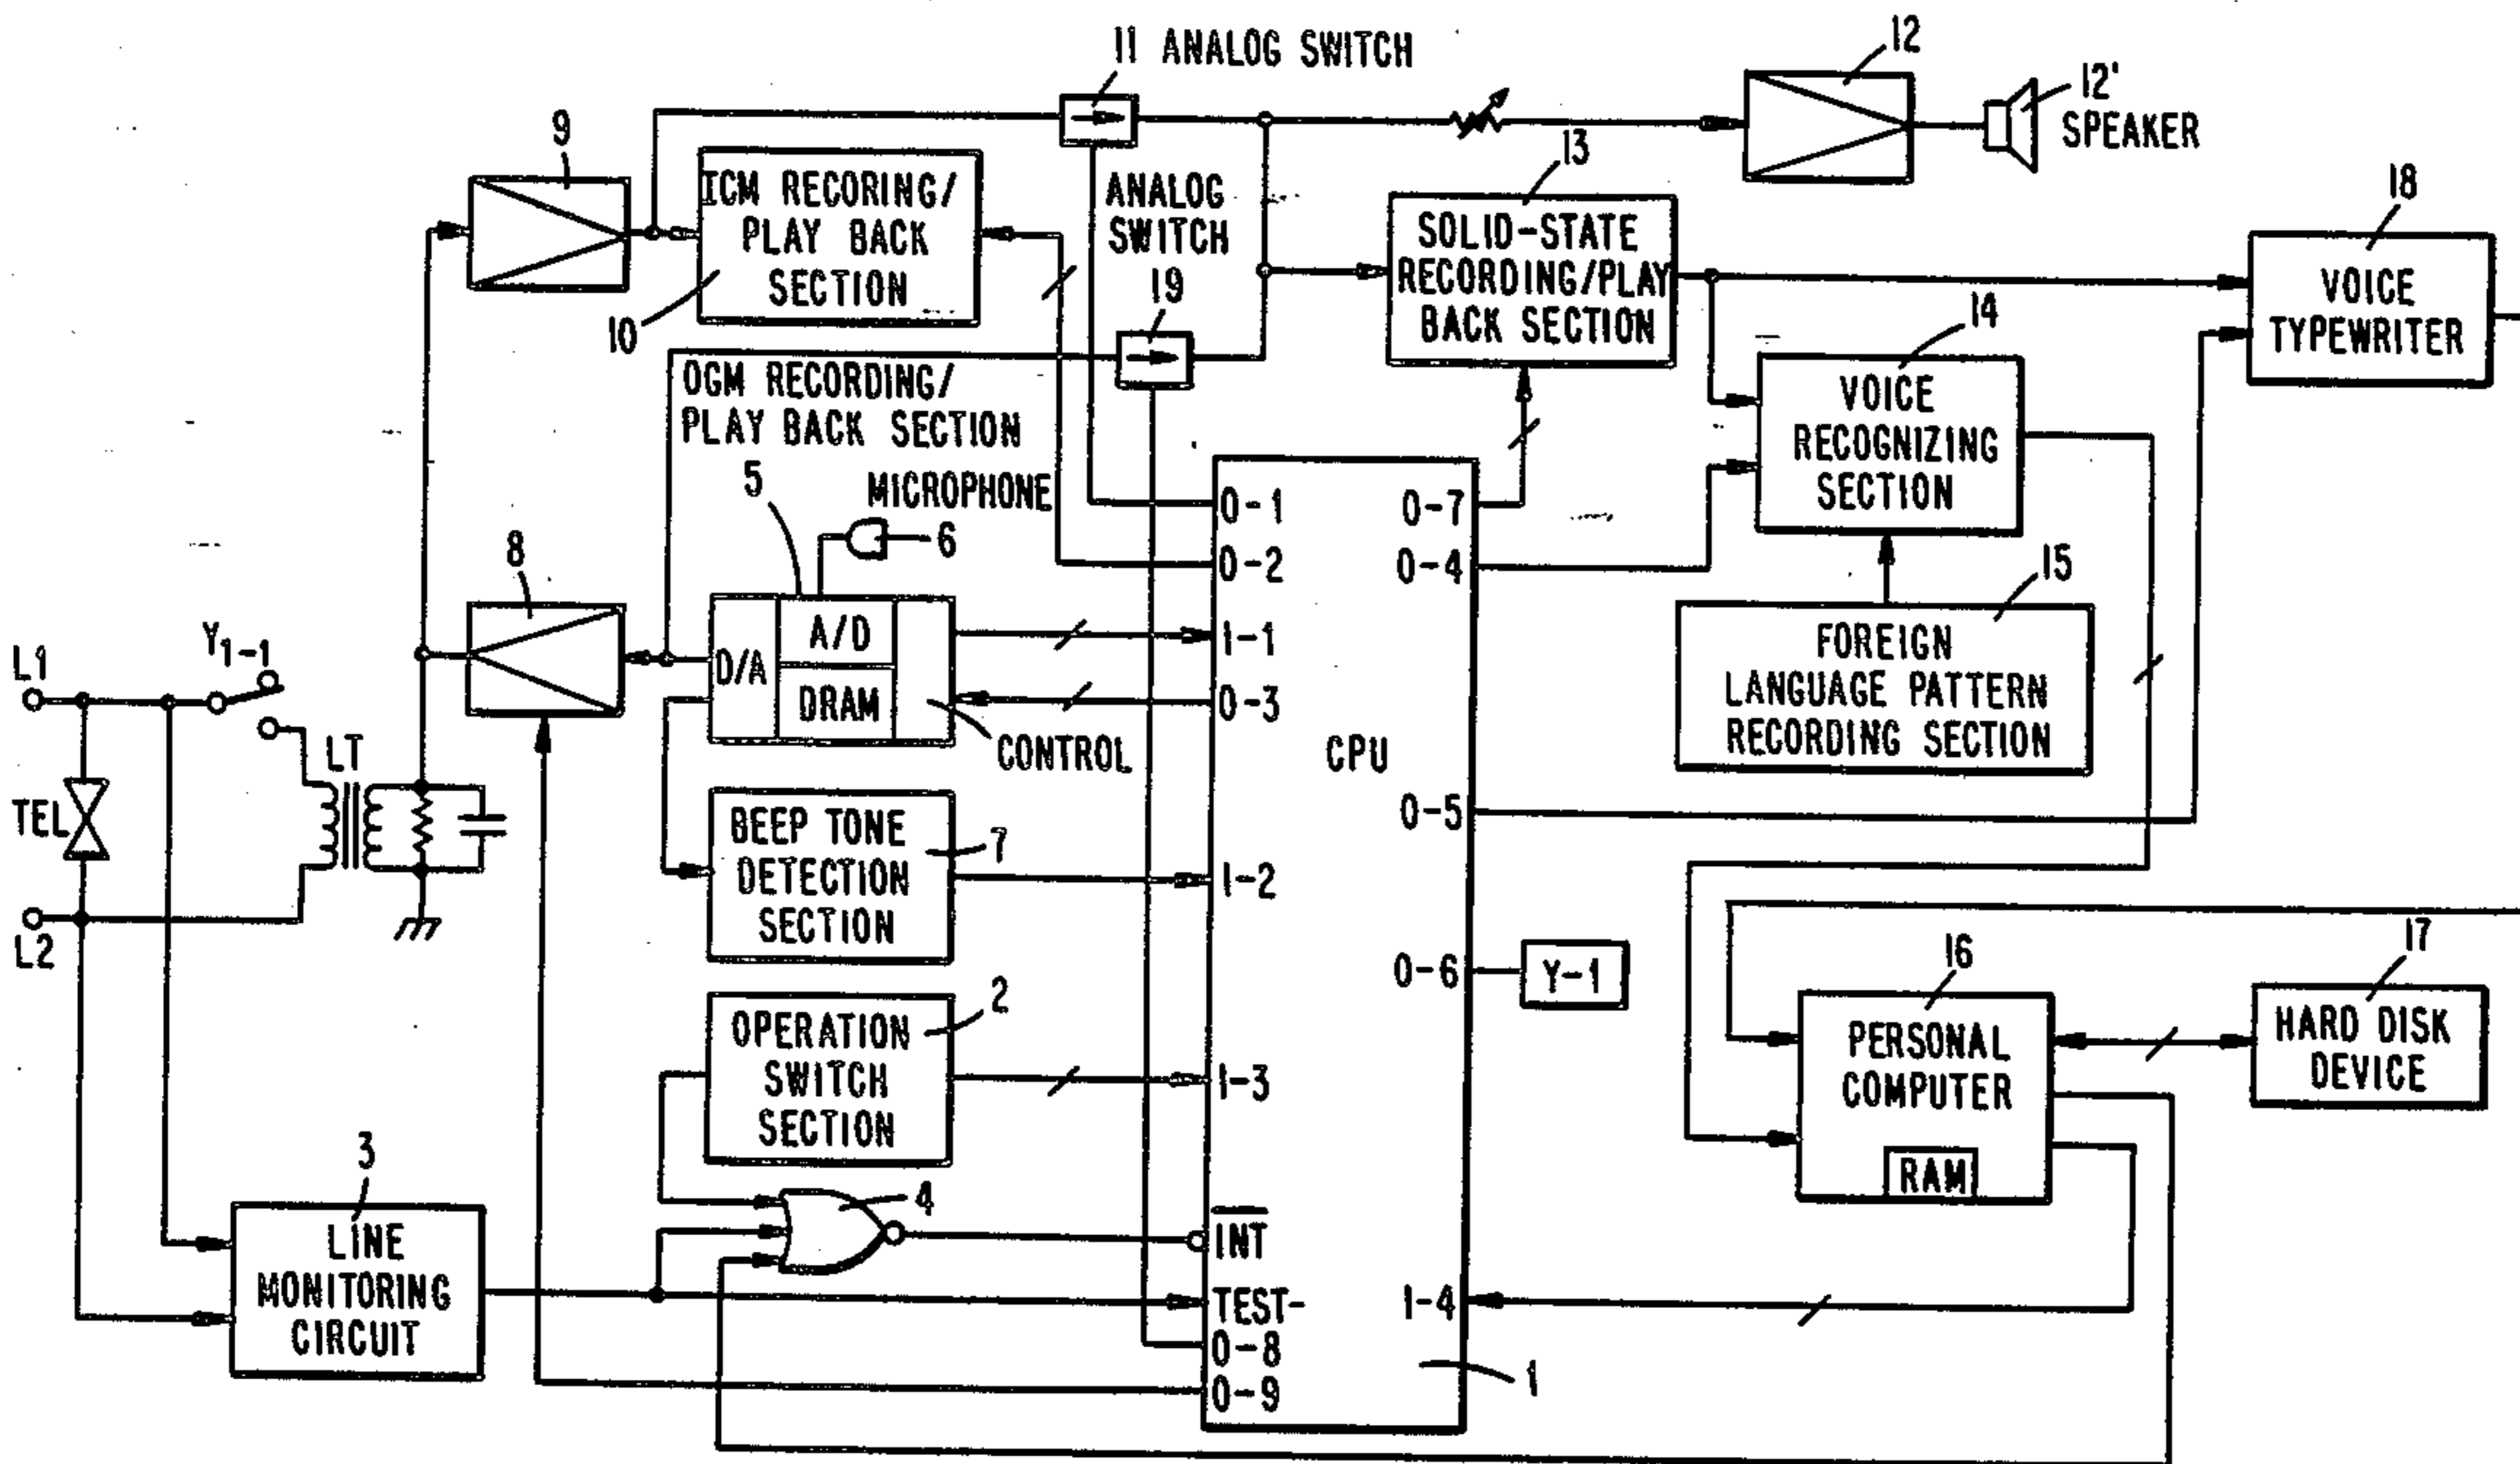 11 ANALOG SWITCH
12
12'
SPEAKER
9
ICM RECORING/
PLAY BACK
SECTION
10
ANALOG
SWITCH
19
13
SOLID-STATE
RECORDING/PLAY
BACK SECTION
18
VOICE
TYPEWRITER
14
VOICE
RECOGNIZING
SECTION
OGM RECORDING/
PLAY BACK SECTION
5
MICROPHONE
6
8
D/A
A/D
DRAM
CONTROL
15
FOREIGN
LANGUAGE PATTERN
RECORDING SECTION
L1
Y1-1
LT
TEL
L2
BEEP TONE
DETECTION
SECTION
7
OPERATION
SWITCH
SECTION
2
3
LINE
MONITORING
CIRCUIT
4
CPU
0-1
0-2
1-1
0-3
1-2
1-3
INT
TEST-
0-8
0-9
0-7
0-4
0-5
0-6
1-4
1
Y-1
16
PERSONAL
COMPUTER
RAM
17
HARD DISK
DEVICE